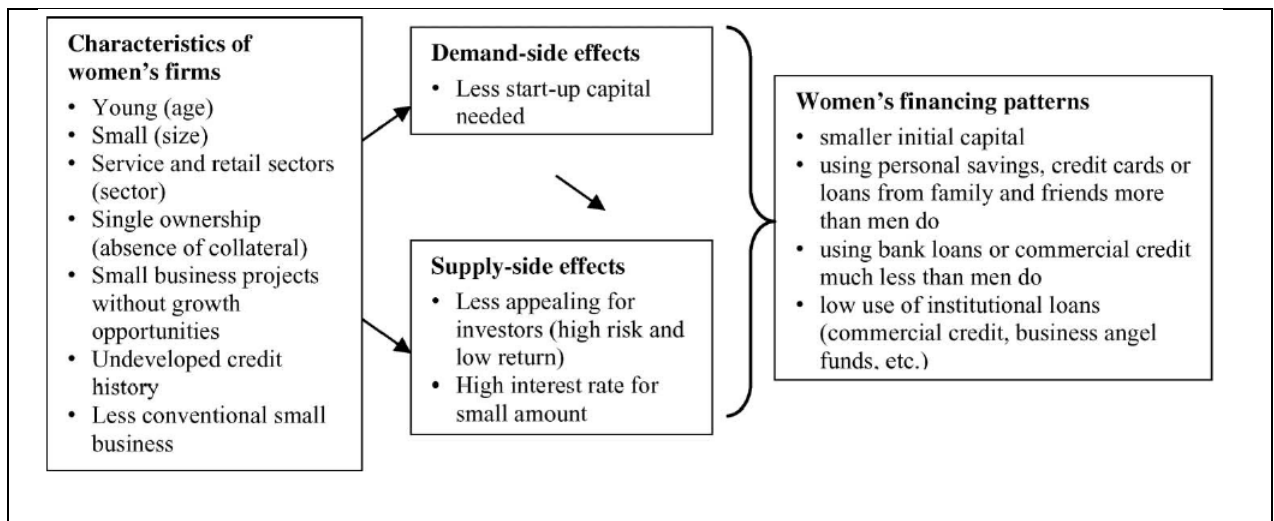 Characteristics of
women's firms
• Young (age)
• Small (size)
• Service and retail sectors
(sector)
• Single ownership
(absence of collateral)
• Small business projects
without growth
opportunities
• Undeveloped credit
history
• Less conventional small
business
Demand-side effects
• Less start-up capital
needed
Supply-side effects
• Less appealing for
investors (high risk and
low return)
• High interest rate for
small amount
Women's financing patterns
• smaller initial capital
• using personal savings, credit cards or
loans from family and friends more
than men do
• using bank loans or commercial credit
much less than men do
• low use of institutional loans
(commercial credit, business angel
funds, etc.)